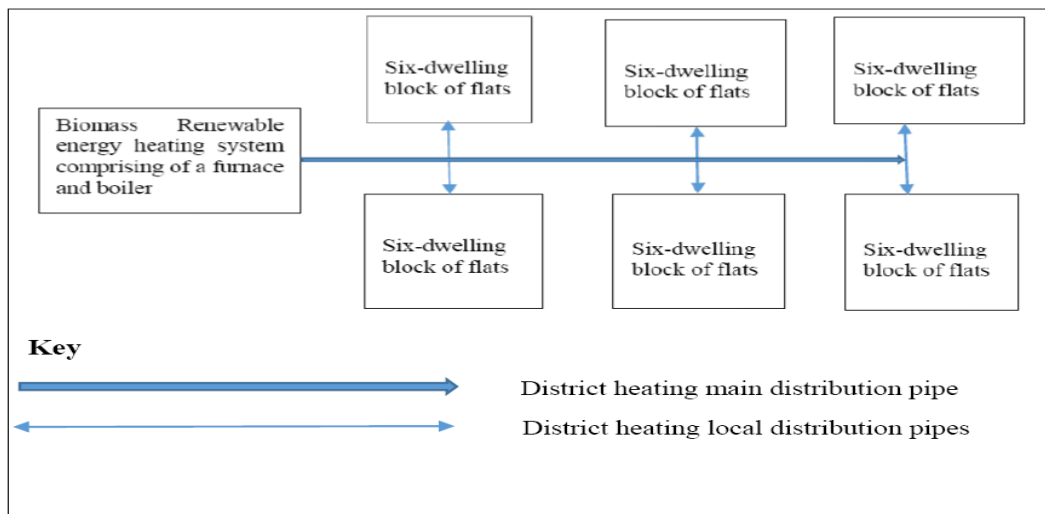 Six-dwelling
block of flats
Six-dwelling
block of flats
Six-dwelling
block of flats
Biomass Renewable
energy heating system
comprising of a furnace
and boiler
Six-dwelling
block of flats
Six-dwelling
block of flats
Six-dwelling
block of flats
Key
District heating main distribution pipe
District heating local distribution pipes